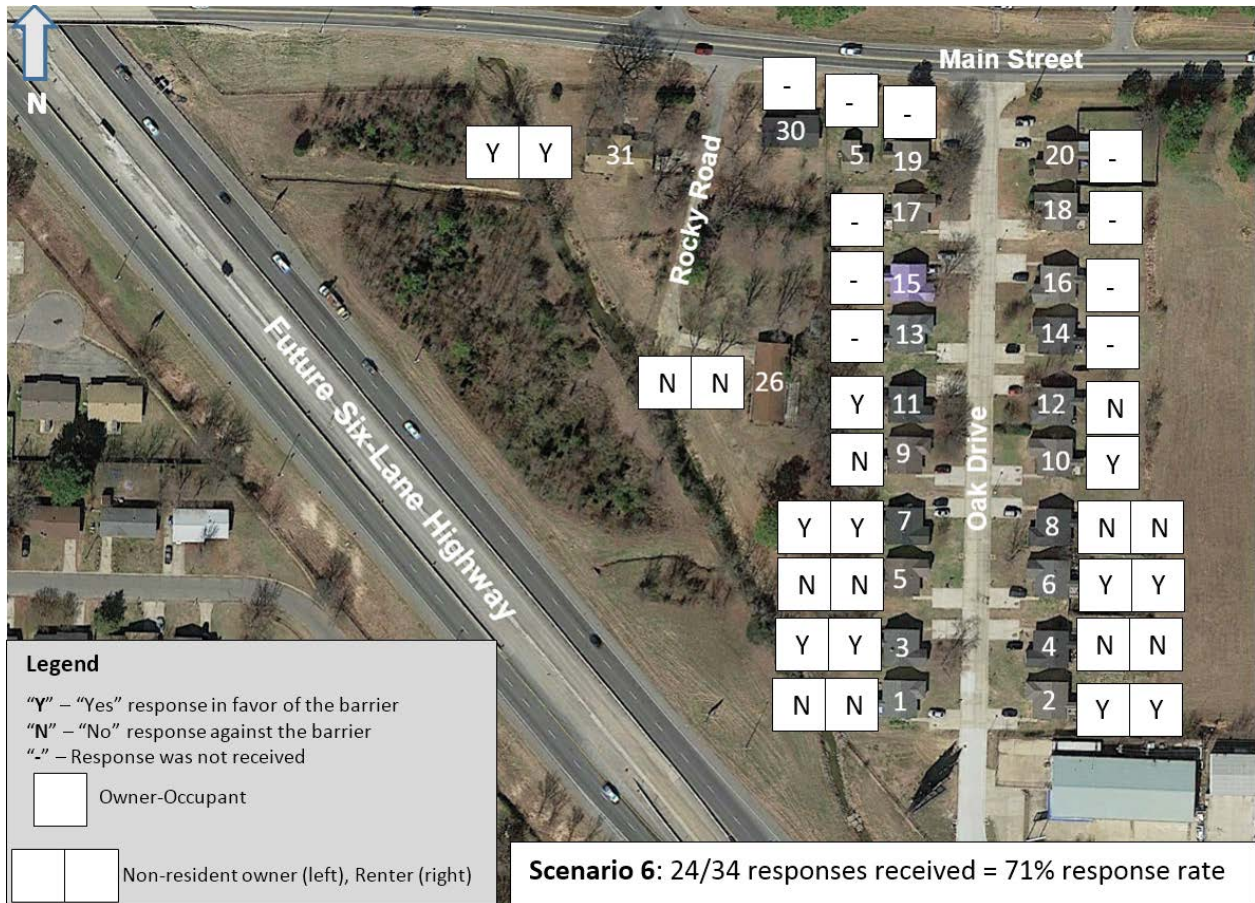 Main Street
N
-
-
-
30
5
19
Y Y
31
20
-
Rocky Road
-
17
18
-
-
15
16
-
-
13
14
-
Future Six-Lane Highway
N N
26
Y
11
12
N
N
9
10
Y
Oak Drive
Y Y
7
8
N N
N N
5
6
Y Y
Y Y
3
4
N N
N N
1
2
Y Y
Legend
“Y” – “Yes” response in favor of the barrier
“N” – “No” response against the barrier
“-” – Response was not received
Owner-Occupant
Non-resident owner (left), Renter (right)
Scenario 6: 24/34 responses received = 71% response rate